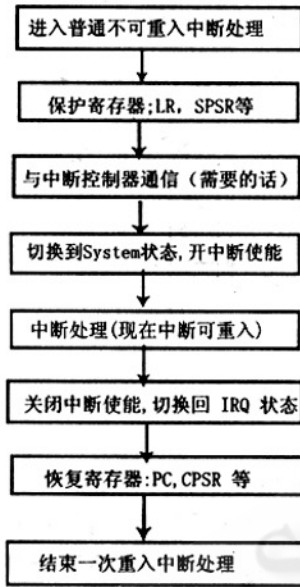 进入普通不可重入中断处理
保护寄存器;LR，SPSR等
与中断控制器通信（需要的话）
切换到System状态,开中断使能
中断处理(现在中断可重入)
关闭中断使能,切换回 IRQ 状态
恢复寄存器:PC,CPSR 等
结束一次重入中断处理